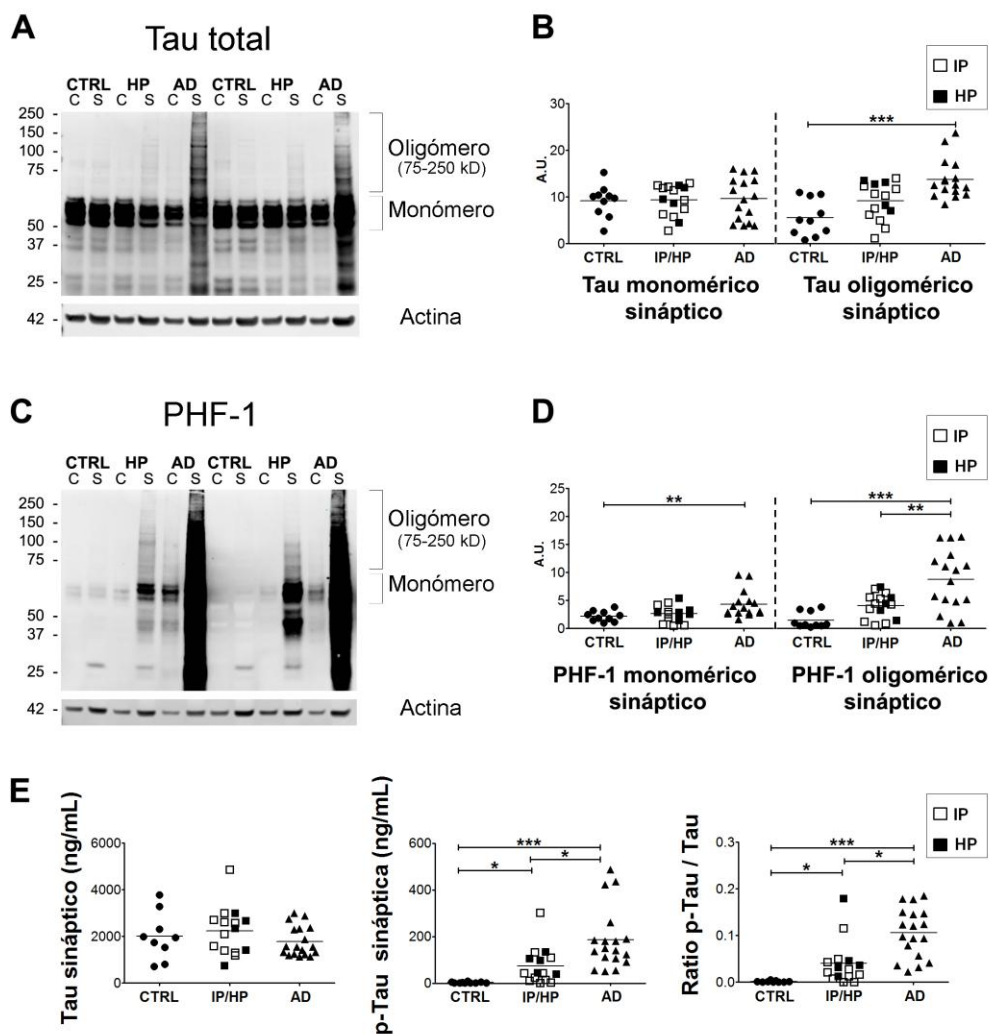 A
Tau total
CTRL HP AD CTRL HP AD
C S C S C S C S C S C S
250 -
150 -
100 -
75 -
50 -
37 -
25 -
42 -
Oligómero
(75-250 kD)
Monómero
Actina
B
IP
HP
A.U.
30
20
10
0
***
CTRL IP/HP AD CTRL IP/HP AD
Tau monomérico
sináptico
Tau oligomérico
sináptico
C
PHF-1
CTRL HP AD CTRL HP AD
C S C S C S C S C S C S
250 -
150 -
100 -
75 -
50 -
37 -
25 -
42 -
Oligómero
(75-250 kD)
Monómero
Actina
D
IP
HP
A.U.
25
20
15
10
5
0
**
***
**
CTRL IP/HP AD CTRL IP/HP AD
PHF-1 monomérico
sináptico
PHF-1 oligomérico
sináptico
E
Tau sináptico (ng/mL)
6000
4000
2000
0
CTRL IP/HP AD
p-Tau sináptica (ng/mL)
600
400
200
0
***
* *
CTRL IP/HP AD
Ratio p-Tau / Tau
0.3
0.2
0.1
0.0
***
* *
CTRL IP/HP AD
IP
HP